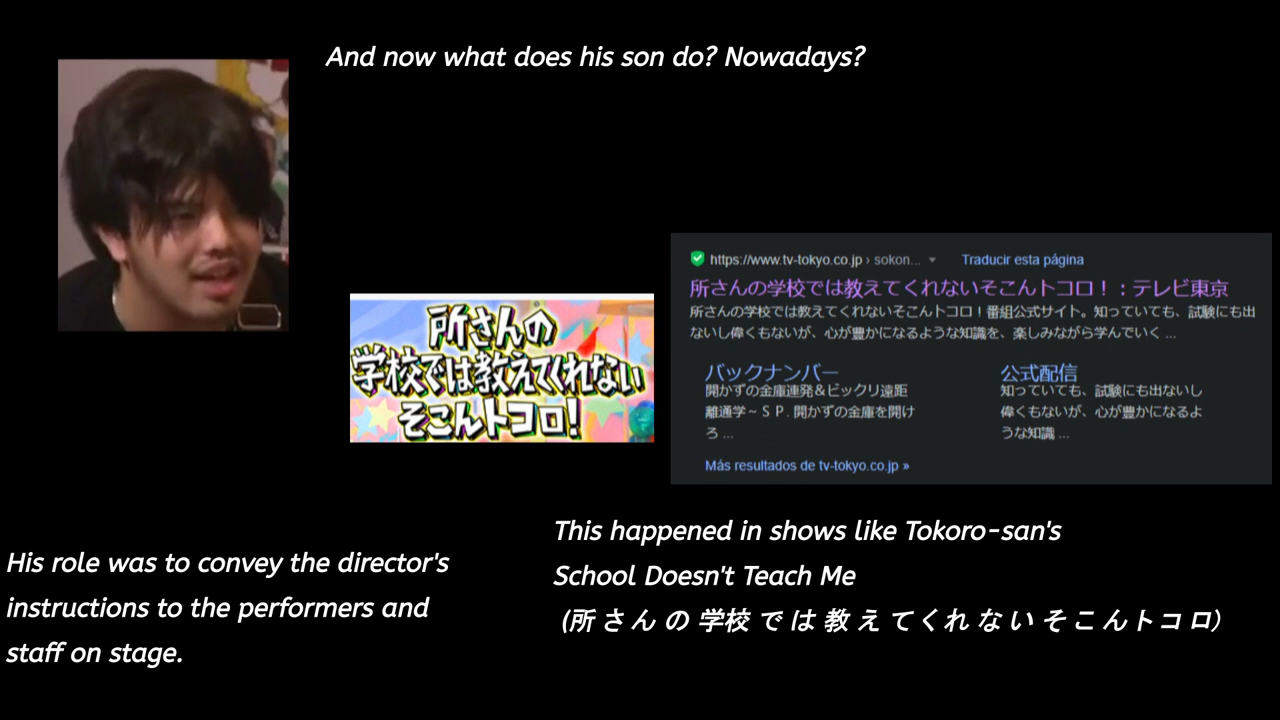 And now what does his son do? Nowadays?
所さんの
学校では教えてくれない
そこんトコロ!
https://www.tv-tokyo.co.jp › sokon... Traducir esta página
所さんの学校では教えてくれないそこんトコロ！：テレビ東京
所さんの学校では教えてくれないそこんトコロ！番組公式サイト。知っていても、試験にも出
ないし偉くもないが、心が豊かになるような知識を、楽しみながら学んでいく ...
バックナンバー
開かずの金庫連発＆ビックリ遠距
離通学～ＳＰ. 開かずの金庫を開け
ろ ...
公式配信
知っていても、試験にも出ないし
偉くもないが、心が豊かになるよ
うな知識 ...
Más resultados de tv-tokyo.co.jp »
His role was to convey the director's
instructions to the performers and
staff on stage.
This happened in shows like Tokoro-san's
School Doesn't Teach Me
(所さんの学校では教えてくれないそこんトコロ)